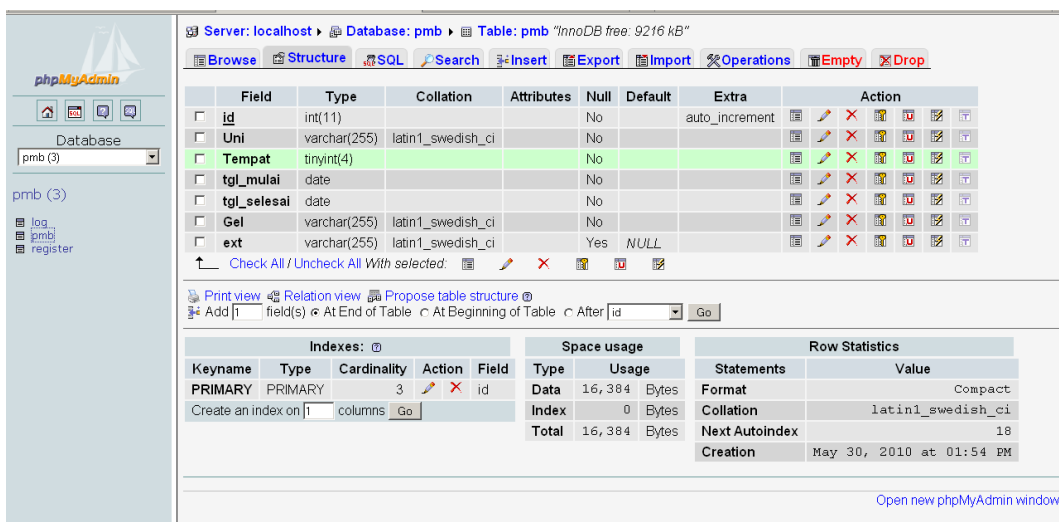 phpMyAdmin
SQL
Database
pmb (3)
pmb (3)
log
pmb
register
Server: localhost Database: pmb Table: pmb "InnoDB free: 9216 kB"
Browse Structure SQL Search Insert Export Import Operations Empty Drop
Field Type Collation Attributes Null Default Extra Action
id int(11) No auto_increment
Uni varchar(255) latin1_swedish_ci No
Tempat tinyint(4) No
tgl_mulai date No
tgl_selesai date No
Gel varchar(255) latin1_swedish_ci No
ext varchar(255) latin1_swedish_ci Yes NULL
Check All / Uncheck All With selected:
Print view Relation view Propose table structure
Add 1 field(s) At End of Table At Beginning of Table After id Go
Indexes:
Keyname Type Cardinality Action Field
PRIMARY PRIMARY 3 id
Create an index on 1 columns Go
Space usage
Type Usage
Data 16,384 Bytes
Index 0 Bytes
Total 16,384 Bytes
Row Statistics
Statements Value
Format Compact
Collation latin1_swedish_ci
Next Autoindex 18
Creation May 30, 2010 at 01:54 PM
Open new phpMyAdmin window